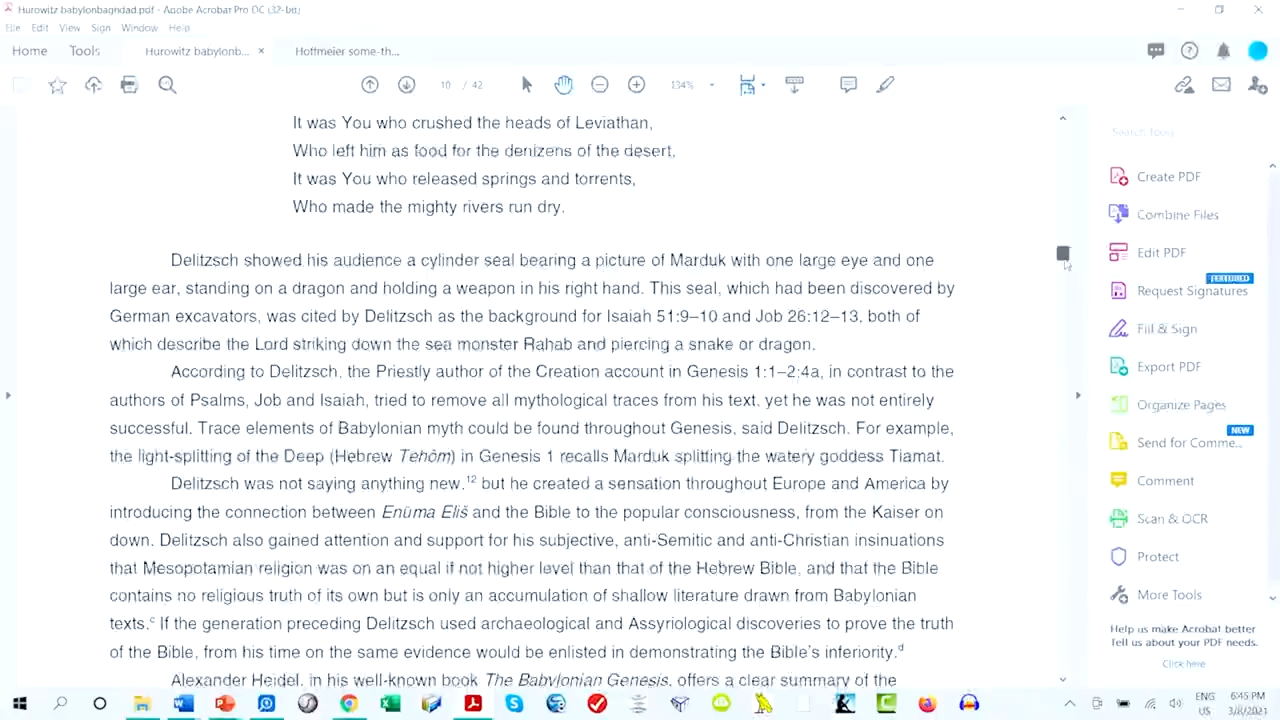 Hurowitz babylonbagndad.pdf - Adobe Acrobat Pro DC (32-bit)
File Edit View Sign Window Help
Home Tools Hurowitz babylonb... × Hoffmeier some-th...
10 / 42 134%
It was You who crushed the heads of Leviathan,
Who left him as food for the denizens of the desert,
It was You who released springs and torrents,
Who made the mighty rivers run dry.
Delitzsch showed his audience a cylinder seal bearing a picture of Marduk with one large eye and one
large ear, standing on a dragon and holding a weapon in his right hand. This seal, which had been discovered by
German excavators, was cited by Delitzsch as the background for Isaiah 51:9–10 and Job 26:12–13, both of
which describe the Lord striking down the sea monster Rahab and piercing a snake or dragon.
According to Delitzsch, the Priestly author of the Creation account in Genesis 1:1–2:4a, in contrast to the
authors of Psalms, Job and Isaiah, tried to remove all mythological traces from his text, yet he was not entirely
successful. Trace elements of Babylonian myth could be found throughout Genesis, said Delitzsch. For example,
the light-splitting of the Deep (Hebrew Tehom) in Genesis 1 recalls Marduk splitting the watery goddess Tiamat.
Delitzsch was not saying anything new,12 but he created a sensation throughout Europe and America by
introducing the connection between Enūma Eliš and the Bible to the popular consciousness, from the Kaiser on
down. Delitzsch also gained attention and support for his subjective, anti-Semitic and anti-Christian insinuations
that Mesopotamian religion was on an equal if not higher level than that of the Hebrew Bible, and that the Bible
contains no religious truth of its own but is only an accumulation of shallow literature drawn from Babylonian
texts.c If the generation preceding Delitzsch used archaeological and Assyriological discoveries to prove the truth
of the Bible, from his time on the same evidence would be enlisted in demonstrating the Bible's inferiority.d
Alexander Heidel, in his well-known book The Babylonian Genesis, offers a clear summary of the
Search Tools
Create PDF
Combine Files
Edit PDF
FEATURED
Request Signatures
Fill & Sign
Export PDF
Organize Pages
NEW
Send for Comme...
Comment
Scan & OCR
Protect
More Tools
Help us make Acrobat better
Tell us about your PDF needs.
Click here
ENG
US
6:45 PM
3/8/2021